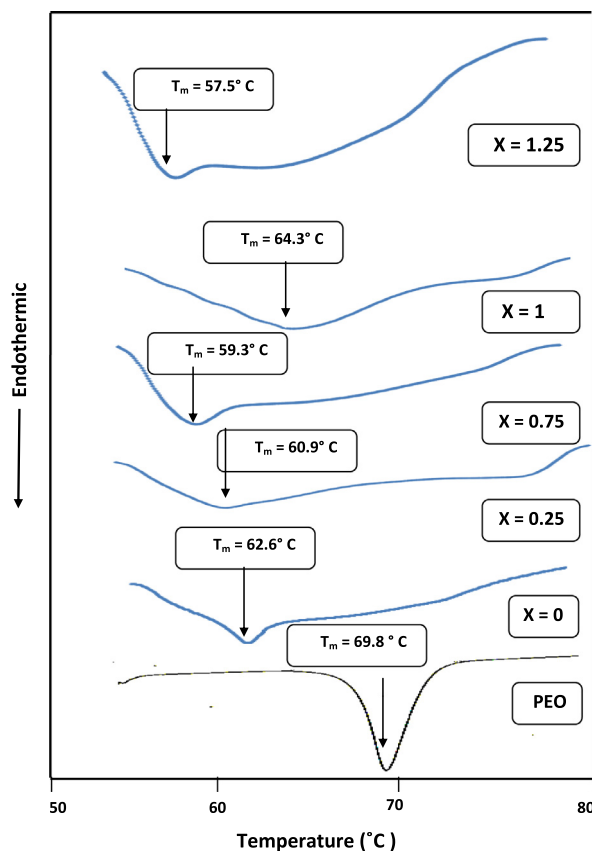 Tm = 57.5° C
X = 1.25
Tm = 64.3° C
X = 1
Tm = 59.3° C
X = 0.75
Tm = 60.9° C
X = 0.25
Tm = 62.6° C
X = 0
Tm = 69.8 ° C
PEO
Endothermic
50 60 70 80
Temperature (˚C )